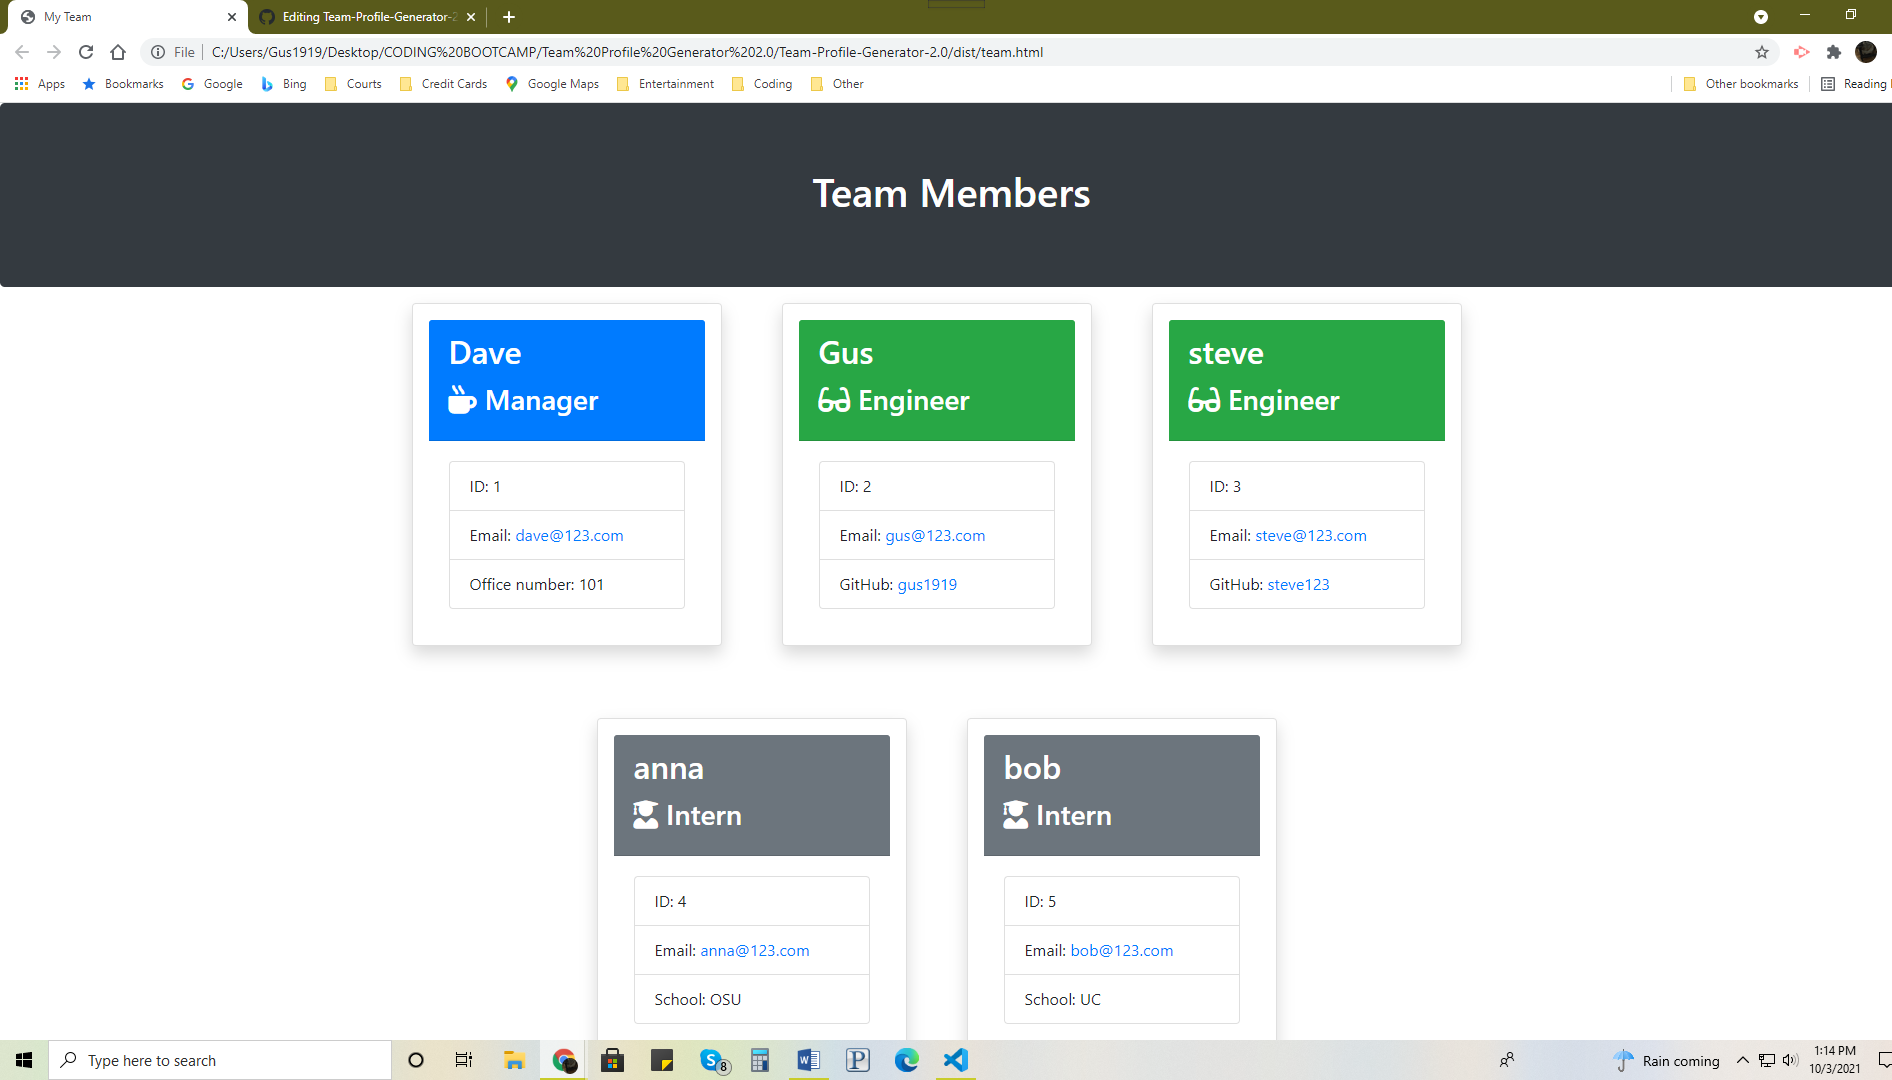 My Team
Editing Team-Profile-Generator-2
File
C:/Users/Gus1919/Desktop/CODING%20BOOTCAMP/Team%20Profile%20Generator%202.0/Team-Profile-Generator-2.0/dist/team.html
Apps Bookmarks Google Bing Courts Credit Cards Google Maps Entertainment Coding Other Other bookmarks Reading
Team Members
Dave
Manager
ID: 1
Email: dave@123.com
Office number: 101
Gus
Engineer
ID: 2
Email: gus@123.com
GitHub: gus1919
steve
Engineer
ID: 3
Email: steve@123.com
GitHub: steve123
anna
Intern
ID: 4
Email: anna@123.com
School: OSU
bob
Intern
ID: 5
Email: bob@123.com
School: UC
Type here to search
S
8
W
P
Rain coming
1:14 PM
10/3/2021